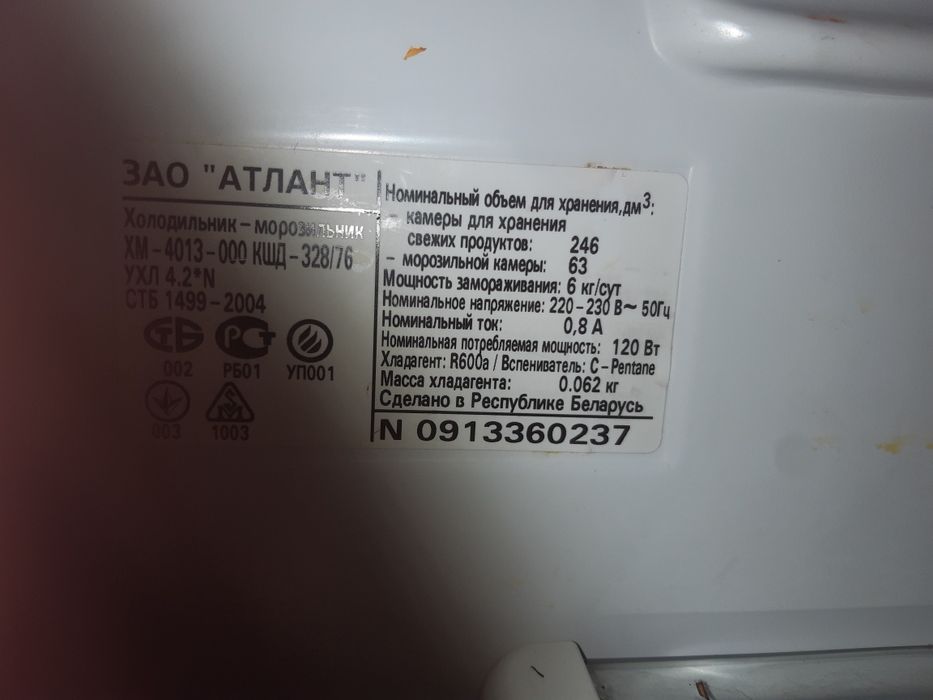 ЗАО "АТЛАНТ"
Холодильник – морозильник
ХМ – 4013 – 000 КШД – 328/76
УХЛ 4.2*N
СТБ 1499 – 2004
СТБ РСТ
002 РБ01 УП001
003 1003
Номинальный объем для хранения, дм³:
– камеры для хранения
свежих продуктов: 246
– морозильной камеры: 63
Мощность замораживания: 6 кг/сут
Номинальное напряжение: 220 – 230 В~ 50Гц
Номинальный ток: 0,8 А
Номинальная потребляемая мощность: 120 Вт
Хладагент: R600a / Вспениватель: C – Pentane
Масса хладагента: 0.062 кг
Сделано в Республике Беларусь
N 0913360237